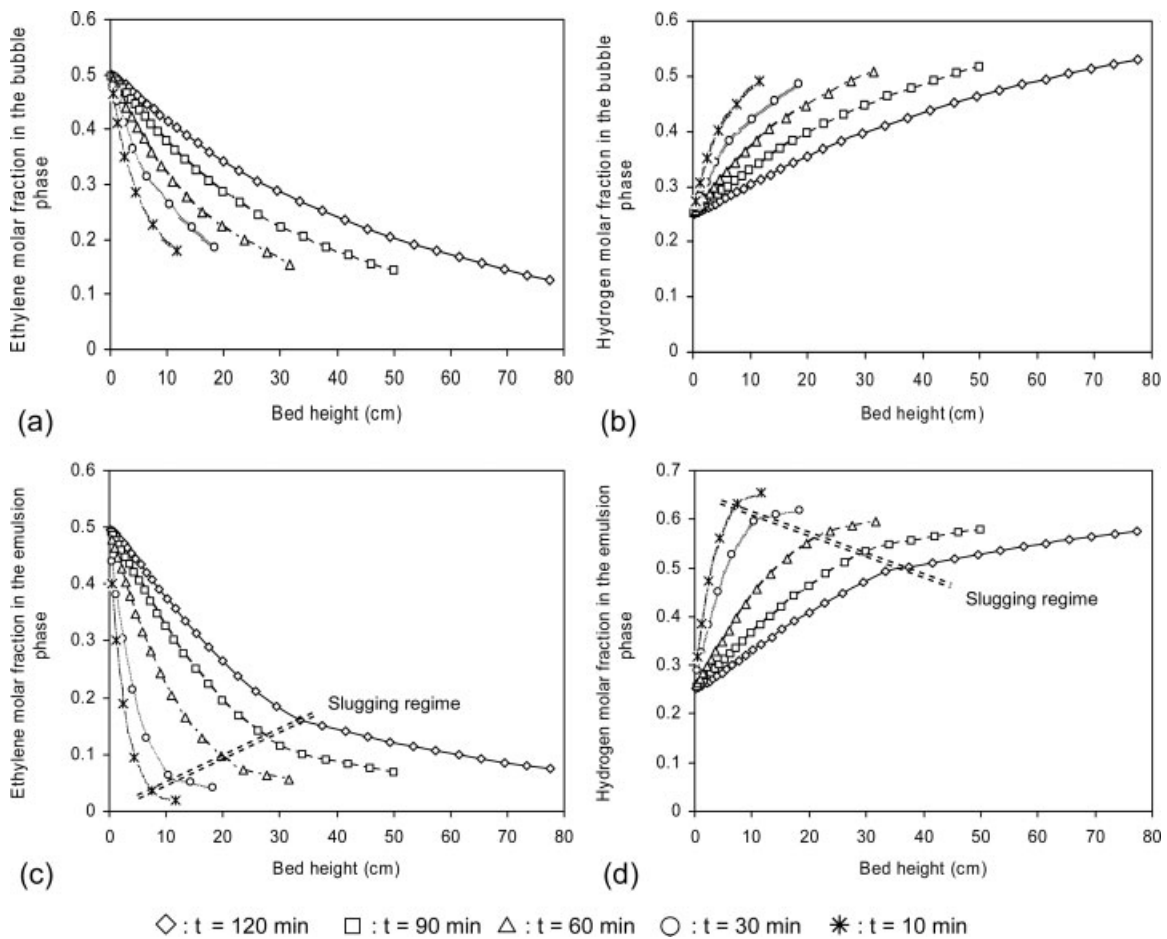 Ethylene molar fraction in the bubble
phase
0.6
0.5
0.4
0.3
0.2
0.1
0
0 10 20 30 40 50 60 70 80
Bed height (cm)
(a)
Hydrogen molar fraction in the bubble
phase
0.6
0.5
0.4
0.3
0.2
0.1
0
0 10 20 30 40 50 60 70 80
Bed height (cm)
(b)
Ethylene molar fraction in the emulsion
phase
0.6
0.5
0.4
0.3
0.2
0.1
0
Slugging regime
0 10 20 30 40 50 60 70 80
Bed height (cm)
(c)
Hydrogen molar fraction in the emulsion
phase
0.7
0.6
0.5
0.4
0.3
0.2
0.1
0
Slugging regime
0 10 20 30 40 50 60 70 80
Bed height (cm)
(d)
: t = 120 min : t = 90 min : t = 60 min : t = 30 min : t = 10 min